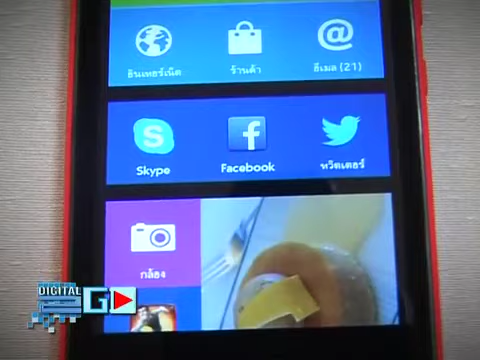 อินเทอร์เน็ต ร้านค้า อีเมล (21)
Skype Facebook ทวิตเตอร์
กล้อง
DIGITAL
GO